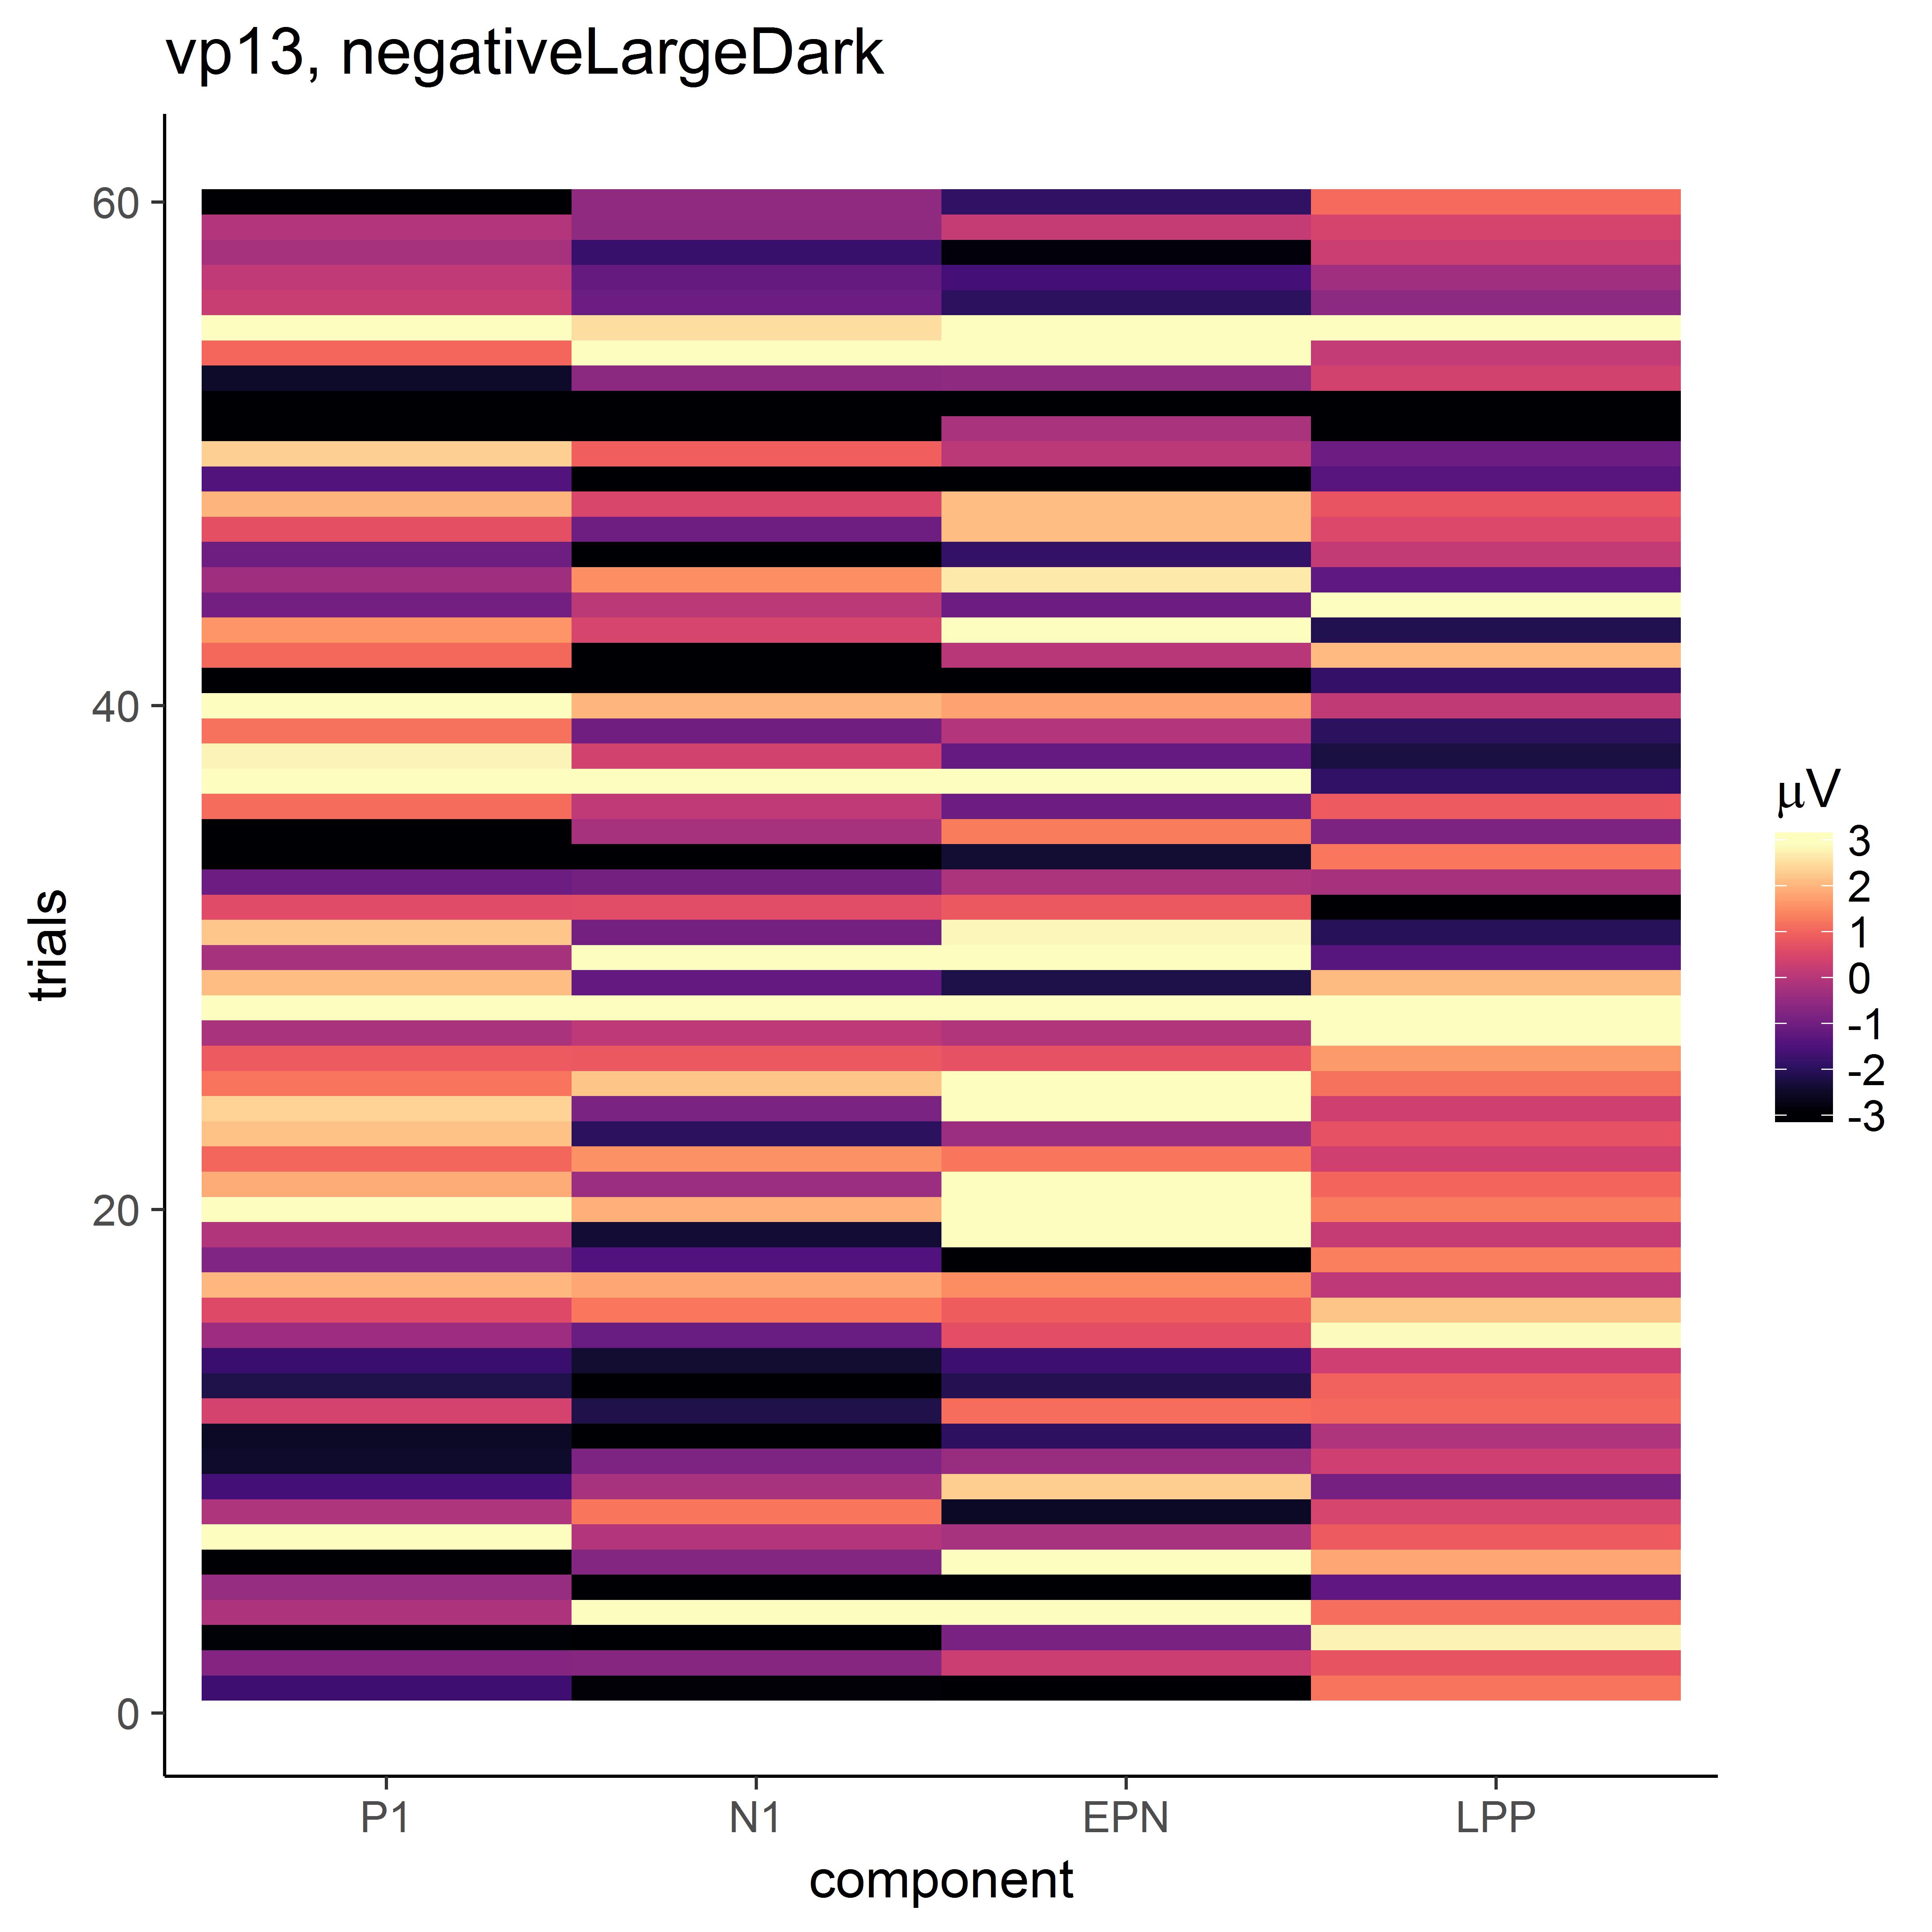 vp13, negativeLargeDark
60
40
20
0
trials
P1 N1 EPN LPP
component
μV
3
2
1
0
-1
-2
-3